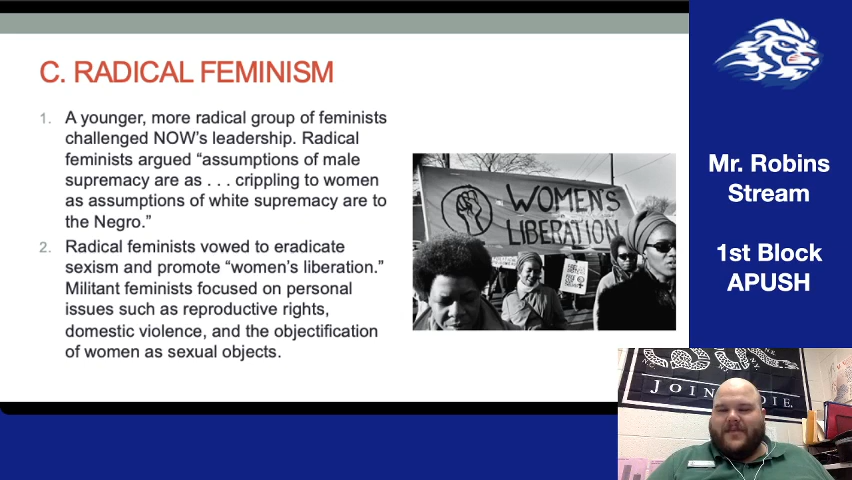 C. RADICAL FEMINISM
1. A younger, more radical group of feminists
challenged NOW's leadership. Radical
feminists argued “assumptions of male
supremacy are as . . . crippling to women
as assumptions of white supremacy are to
the Negro.”
2. Radical feminists vowed to eradicate
sexism and promote “women's liberation.”
Militant feminists focused on personal
issues such as reproductive rights,
domestic violence, and the objectification
of women as sexual objects.
WOMEN'S
LIBERATION
Mr. Robins
Stream
1st Block
APUSH
JOIN DIE.